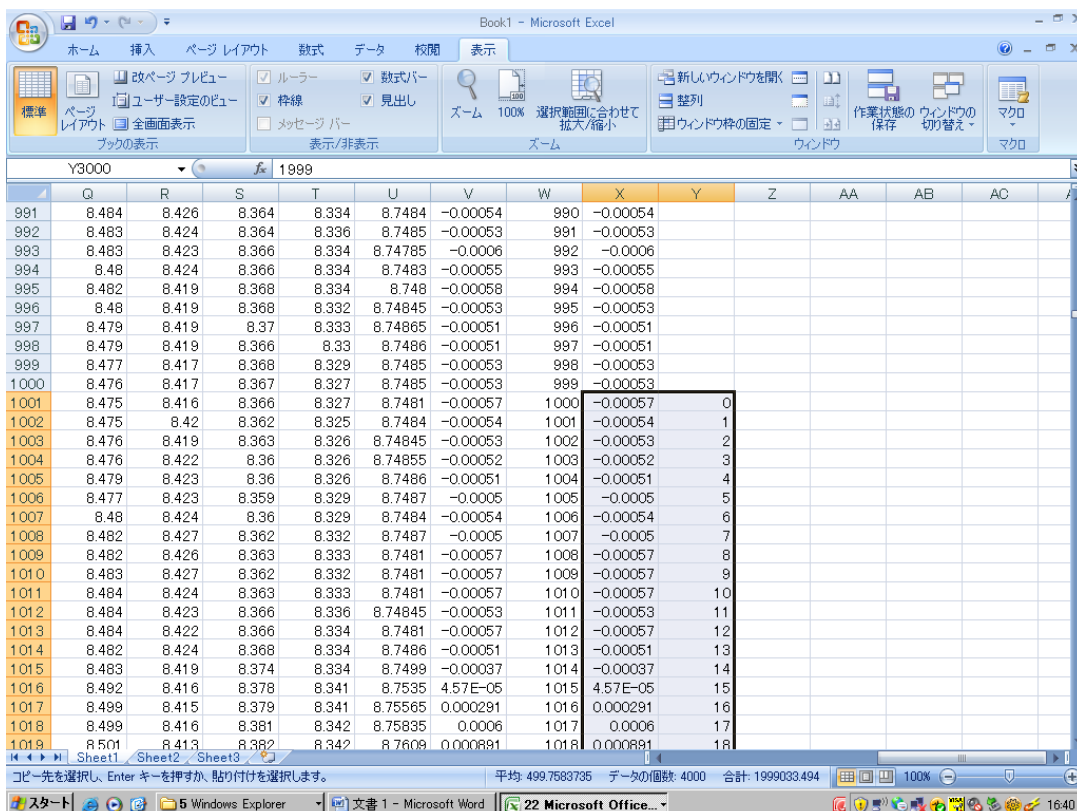 Book1 - Microsoft Excel
ホーム 挿入 ページ レイアウト 数式 データ 校閲 表示
標準 ページ レイアウト 改ページ プレビュー ユーザー設定のビュー 全画面表示
ブックの表示
ルーラー 数式バー
枠線 見出し
メッセージ バー
表示/非表示
ズーム 100% 選択範囲に合わせて拡大/縮小
ズーム
新しいウィンドウを開く
整列
ウィンドウ枠の固定
作業状態の保存 ウィンドウの切り替え
ウィンドウ
マクロ
マクロ
Y3000 fx 1999
Q R S T U V W X Y Z AA AB AC
991 8.484 8.426 8.364 8.334 8.7484 -0.00054 990 -0.00054
992 8.483 8.424 8.364 8.336 8.7485 -0.00053 991 -0.00053
993 8.483 8.423 8.366 8.334 8.74785 -0.0006 992 -0.0006
994 8.48 8.424 8.366 8.334 8.7483 -0.00055 993 -0.00055
995 8.482 8.419 8.368 8.334 8.748 -0.00058 994 -0.00058
996 8.48 8.419 8.368 8.332 8.74845 -0.00053 995 -0.00053
997 8.479 8.419 8.37 8.333 8.74865 -0.00051 996 -0.00051
998 8.479 8.419 8.366 8.33 8.7486 -0.00051 997 -0.00051
999 8.477 8.417 8.368 8.329 8.7485 -0.00053 998 -0.00053
1000 8.476 8.417 8.367 8.327 8.7485 -0.00053 999 -0.00053
1001 8.475 8.416 8.366 8.327 8.7481 -0.00057 1000 -0.00057 0
1002 8.475 8.42 8.362 8.325 8.7484 -0.00054 1001 -0.00054 1
1003 8.476 8.419 8.363 8.326 8.74845 -0.00053 1002 -0.00053 2
1004 8.476 8.422 8.36 8.326 8.74855 -0.00052 1003 -0.00052 3
1005 8.479 8.423 8.36 8.326 8.7486 -0.00051 1004 -0.00051 4
1006 8.477 8.423 8.359 8.329 8.7487 -0.0005 1005 -0.0005 5
1007 8.48 8.424 8.36 8.329 8.7484 -0.00054 1006 -0.00054 6
1008 8.482 8.427 8.362 8.332 8.7487 -0.0005 1007 -0.0005 7
1009 8.482 8.426 8.363 8.333 8.7481 -0.00057 1008 -0.00057 8
1010 8.483 8.427 8.362 8.332 8.7481 -0.00057 1009 -0.00057 9
1011 8.484 8.424 8.363 8.333 8.7481 -0.00057 1010 -0.00057 10
1012 8.484 8.423 8.366 8.336 8.74845 -0.00053 1011 -0.00053 11
1013 8.484 8.422 8.366 8.334 8.7481 -0.00057 1012 -0.00057 12
1014 8.482 8.424 8.368 8.334 8.7486 -0.00051 1013 -0.00051 13
1015 8.483 8.419 8.374 8.334 8.7499 -0.00037 1014 -0.00037 14
1016 8.492 8.416 8.378 8.341 8.7535 4.57E-05 1015 4.57E-05 15
1017 8.499 8.415 8.379 8.341 8.75565 0.000291 1016 0.000291 16
1018 8.499 8.416 8.381 8.342 8.75835 0.0006 1017 0.0006 17
1019 8.501 8.413 8.382 8.342 8.7609 0.000891 1018 0.000891 18
Sheet1 Sheet2 Sheet3
コピー先を選択し、Enter キーを押すか、貼り付けを選択します。 平均: 499.7583735 データの個数: 4000 合計: 1999033.494 100%
スタート 5 Windows Explorer 文書 1 - Microsoft Word 22 Microsoft Office... 16:40